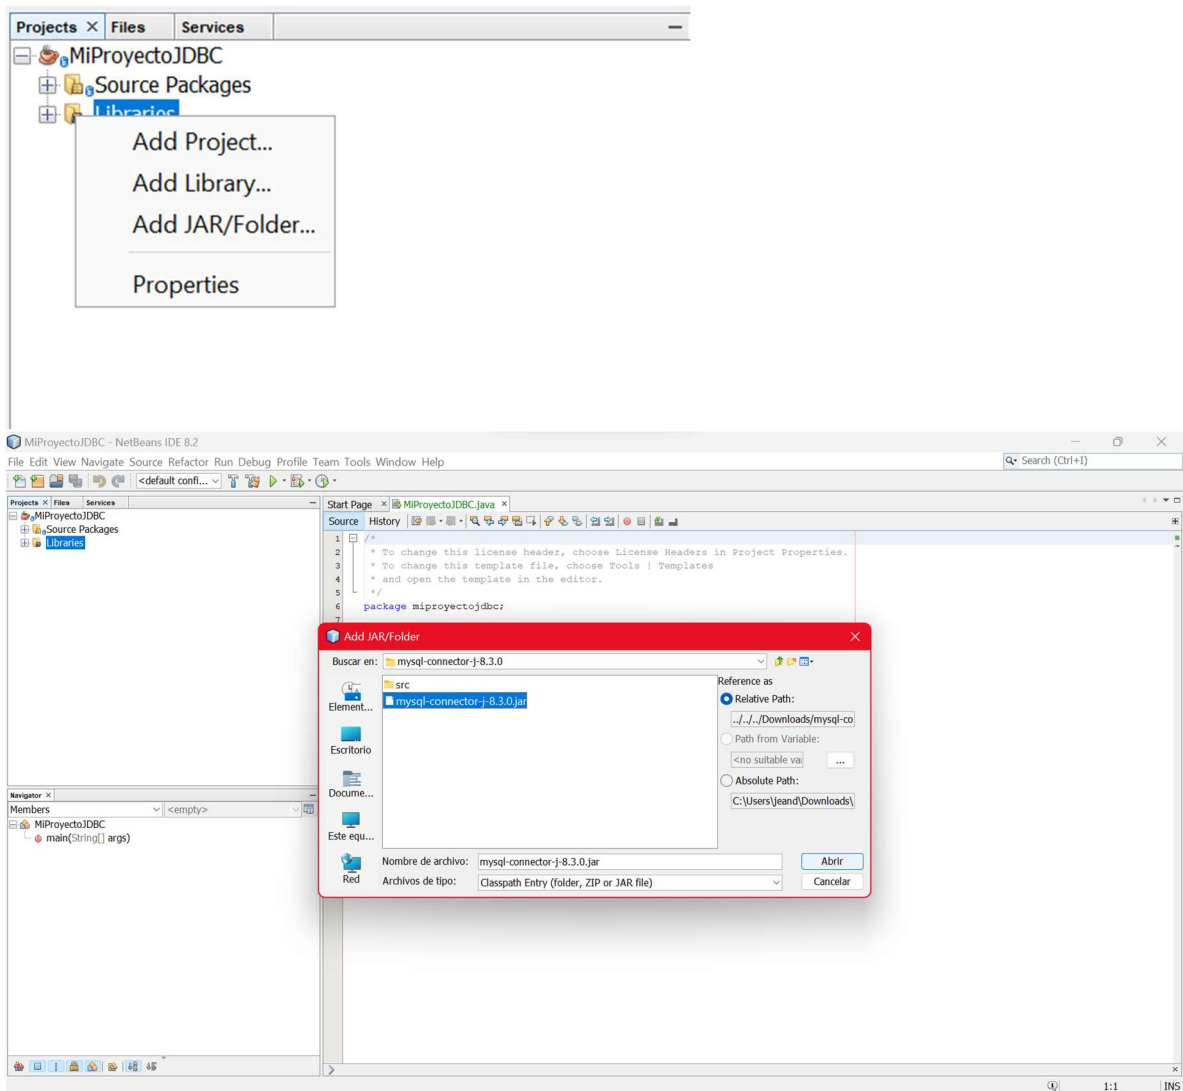 Projects × Files Services
MiProyectoJDBC
Source Packages
Libraries
Add Project...
Add Library...
Add JAR/Folder...
Properties
MiProyectoJDBC - NetBeans IDE 8.2
File Edit View Navigate Source Refactor Run Debug Profile Team Tools Window Help
Search (Ctrl+I)
<default confi...
Projects × Files Services
MiProyectoJDBC
Source Packages
Libraries
Start Page × MiProyectoJDBC.java ×
Source History
1 /*
2 * To change this license header, choose License Headers in Project Properties.
3 * To change this template file, choose Tools | Templates
4 * and open the template in the editor.
5 */
6 package miproyectojdbc;
7
Add JAR/Folder
Buscar en: mysql-connector-j-8.3.0
src
mysql-connector-j-8.3.0.jar
Element...
Escritorio
Docume...
Este equ...
Red
Reference as
Relative Path:
../../../Downloads/mysql-co
Path from Variable:
<no suitable vai ...
Absolute Path:
C:\Users\jeand\Downloads\
Nombre de archivo: mysql-connector-j-8.3.0.jar Abrir
Archivos de tipo: Classpath Entry (folder, ZIP or JAR file) Cancelar
Navigator ×
Members <empty>
MiProyectoJDBC
main(String[] args)
1:1 INS